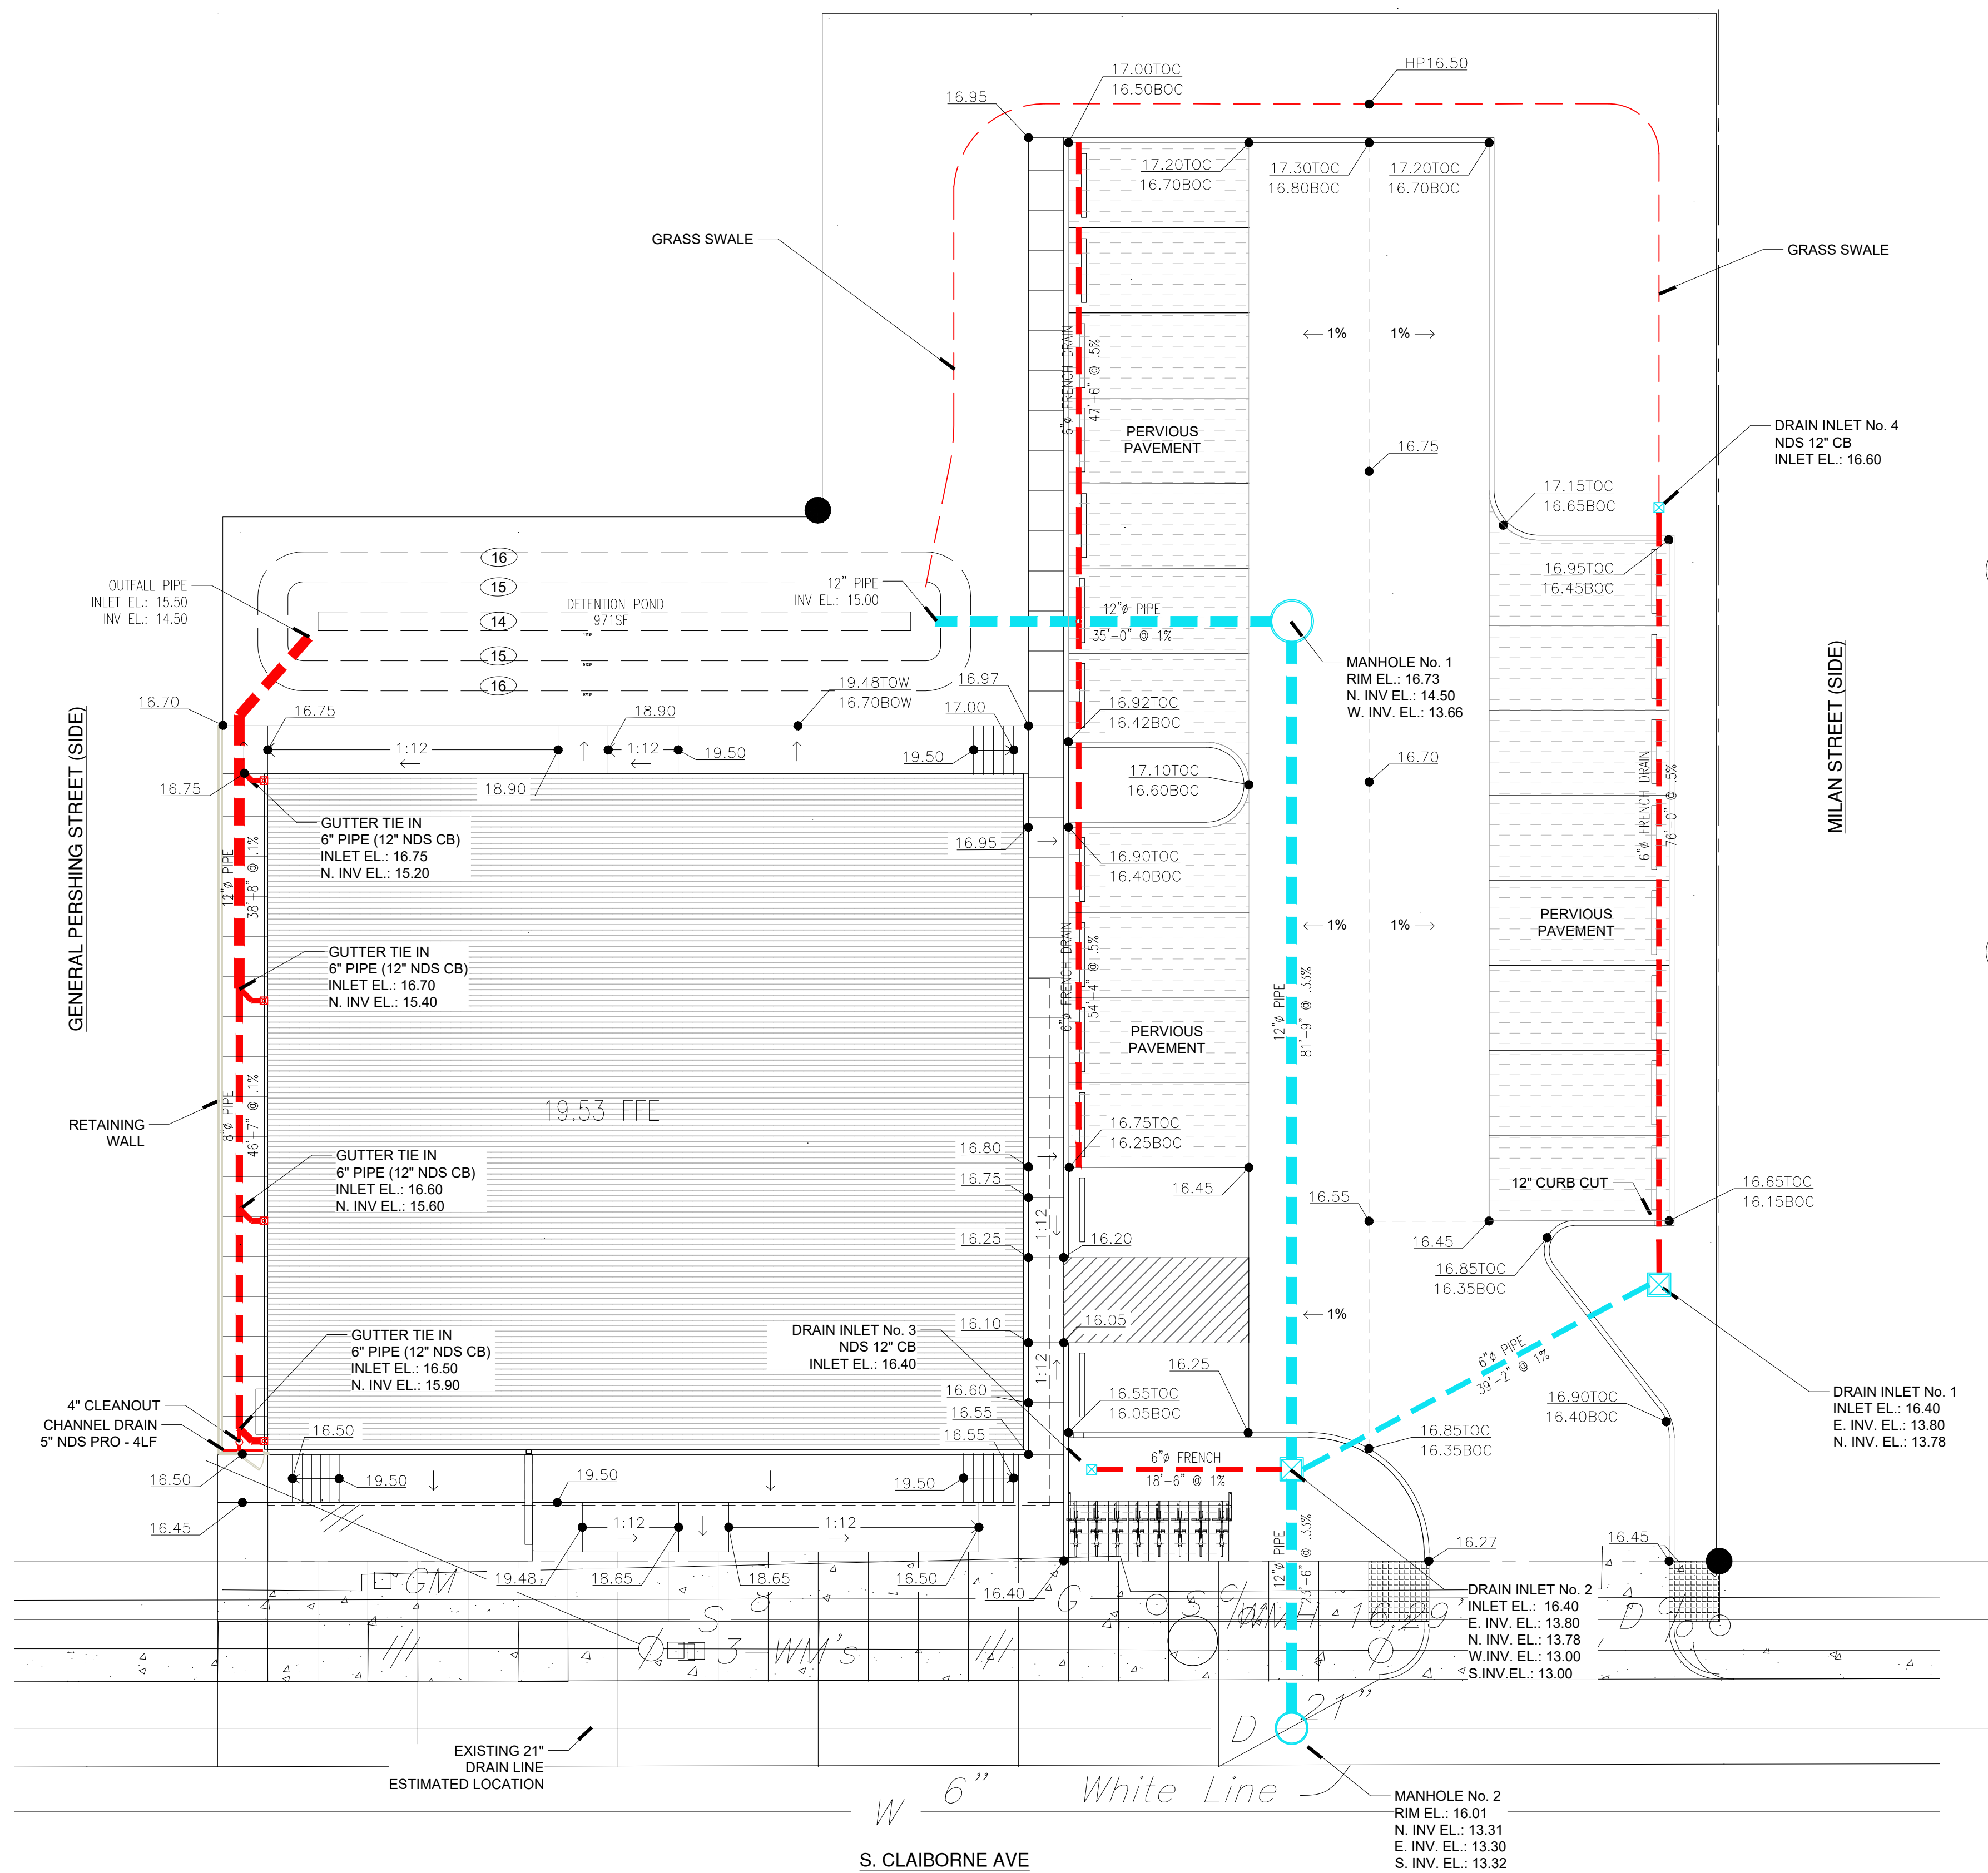 17.00TOC
16.50BOC
HP16.50
16.95
17.20TOC
16.70BOC
17.30TOC
16.80BOC
17.20TOC
16.70BOC
GRASS SWALE
GRASS SWALE
←1%
1%→
6"ø FRENCH DRAIN
47'-6" @ .5%
PERVIOUS
PAVEMENT
DRAIN INLET No. 4
NDS 12" CB
INLET EL.: 16.60
16.75
17.15TOC
16.65BOC
16.95TOC
16.45BOC
OUTFALL PIPE
INLET EL.: 15.50
INV EL.: 14.50
16
15
14
15
16
DETENTION POND
971SF
12" PIPE
INV EL.: 15.00
12"ø PIPE
35'-0" @ 1%
MANHOLE No. 1
RIM EL.: 16.73
N. INV EL.: 14.50
W. INV. EL.: 13.66
MILAN STREET (SIDE)
GENERAL PERSHING STREET (SIDE)
16.70
16.75
18.90
19.48TOW
16.70BOW
16.97
17.00
16.92TOC
16.42BOC
1:12
←
1:12
←
19.50
19.50
16.75
18.90
17.10TOC
16.60BOC
16.70
GUTTER TIE IN
6" PIPE (12" NDS CB)
INLET EL.: 16.75
N. INV EL.: 15.20
16.95
16.90TOC
16.40BOC
6"ø FRENCH DRAIN
76'-0" @ .5%
12"ø PIPE
38'-8" @ .1%
GUTTER TIE IN
6" PIPE (12" NDS CB)
INLET EL.: 16.70
N. INV EL.: 15.40
6"ø FRENCH DRAIN
54'-4" @ .5%
←1%
1%→
PERVIOUS
PAVEMENT
12"ø PIPE
81'-9" @ .33%
PERVIOUS
PAVEMENT
8"ø PIPE
46'-7" @ .1%
RETAINING
WALL
19.53 FFE
16.75TOC
16.25BOC
GUTTER TIE IN
6" PIPE (12" NDS CB)
INLET EL.: 16.60
N. INV EL.: 15.60
16.80
16.75
16.45
16.55
12" CURB CUT
16.65TOC
16.15BOC
1:12
16.25
16.20
16.45
16.85TOC
16.35BOC
←1%
GUTTER TIE IN
6" PIPE (12" NDS CB)
INLET EL.: 16.50
N. INV EL.: 15.90
DRAIN INLET No. 3
NDS 12" CB
INLET EL.: 16.40
16.10
16.05
1:12
16.25
6"ø PIPE
39'-2" @ 1%
16.60
16.55
16.55
16.55TOC
16.05BOC
16.90TOC
16.40BOC
DRAIN INLET No. 1
INLET EL.: 16.40
E. INV. EL.: 13.80
N. INV. EL.: 13.78
4" CLEANOUT
CHANNEL DRAIN
5" NDS PRO - 4LF
16.50
16.85TOC
16.35BOC
16.50
19.50
19.50
19.50
6"ø FRENCH
18'-6" @ 1%
16.45
1:12
→
1:12
→
12"ø PIPE
23'-6" @ .33%
16.27
16.45
GM
19.48
18.65
18.65
16.50
16.40
G
S
DRAIN INLET No. 2
INLET EL.: 16.40
E. INV. EL.: 13.80
N. INV. EL.: 13.78
W.INV EL.: 13.00
S.INV.EL.: 13.00
S
3-WM's
D
21"
D
EXISTING 21"
DRAIN LINE
ESTIMATED LOCATION
W
6"
White Line
MANHOLE No. 2
RIM EL.: 16.01
N. INV EL.: 13.31
E. INV. EL.: 13.30
S. INV. EL.: 13.32
S. CLAIBORNE AVE